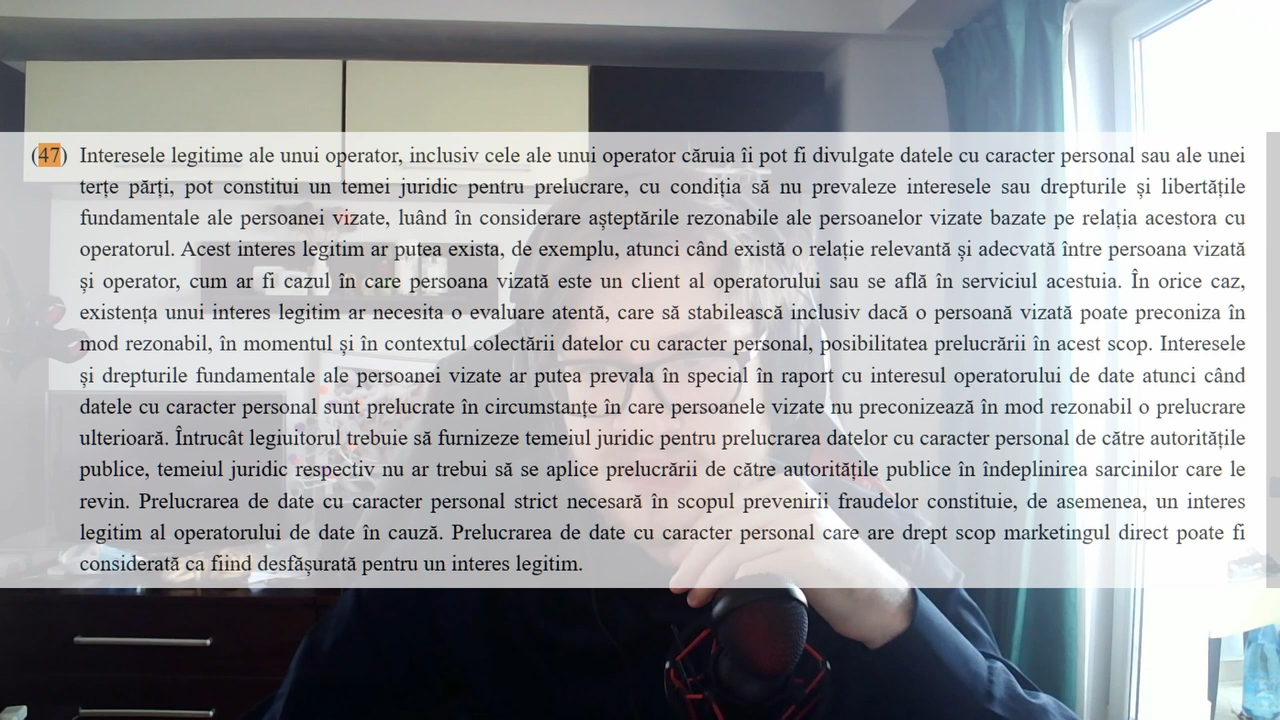 (47) Interesele legitime ale unui operator, inclusiv cele ale unui operator căruia îi pot fi divulgate datele cu caracter personal sau ale unei
terțe părți, pot constitui un temei juridic pentru prelucrare, cu condiția să nu prevaleze interesele sau drepturile și libertățile
fundamentale ale persoanei vizate, luând în considerare așteptările rezonabile ale persoanelor vizate bazate pe relația acestora cu
operatorul. Acest interes legitim ar putea exista, de exemplu, atunci când există o relație relevantă și adecvată între persoana vizată
și operator, cum ar fi cazul în care persoana vizată este un client al operatorului sau se află în serviciul acestuia. În orice caz,
existența unui interes legitim ar necesita o evaluare atentă, care să stabilească inclusiv dacă o persoană vizată poate preconiza în
mod rezonabil, în momentul și în contextul colectării datelor cu caracter personal, posibilitatea prelucrării în acest scop. Interesele
și drepturile fundamentale ale persoanei vizate ar putea prevala în special în raport cu interesul operatorului de date atunci când
datele cu caracter personal sunt prelucrate în circumstanțe în care persoanele vizate nu preconizează în mod rezonabil o prelucrare
ulterioară. Întrucât legiuitorul trebuie să furnizeze temeiul juridic pentru prelucrarea datelor cu caracter personal de către autoritățile
publice, temeiul juridic respectiv nu ar trebui să se aplice prelucrării de către autoritățile publice în îndeplinirea sarcinilor care le
revin. Prelucrarea de date cu caracter personal strict necesară în scopul prevenirii fraudelor constituie, de asemenea, un interes
legitim al operatorului de date în cauză. Prelucrarea de date cu caracter personal care are drept scop marketingul direct poate fi
considerată ca fiind desfășurată pentru un interes legitim.